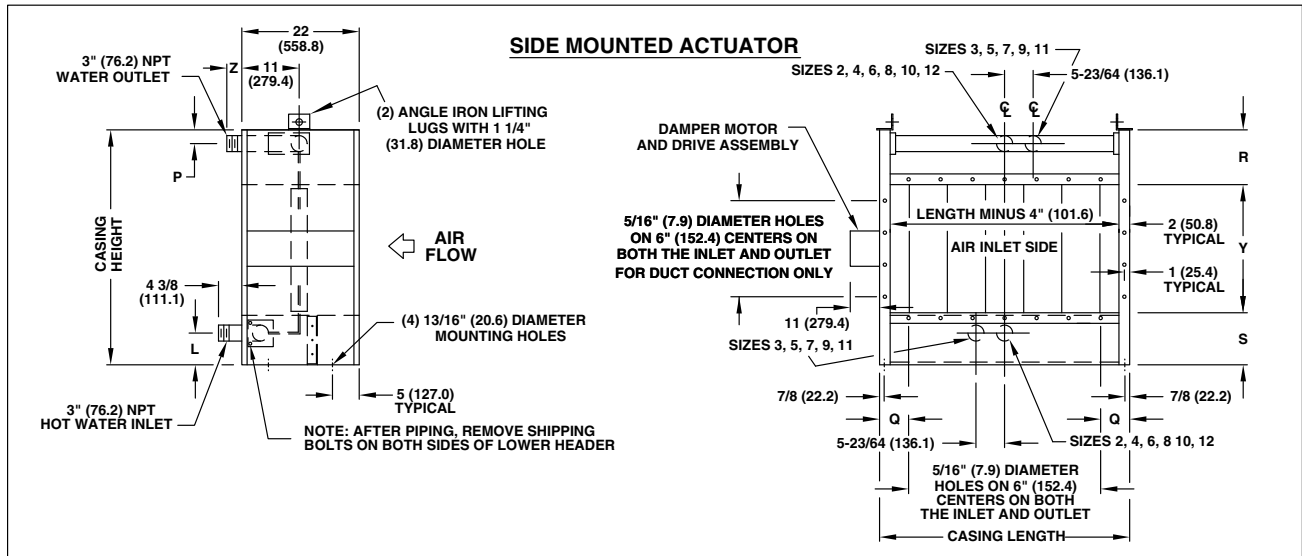 SIDE MOUNTED ACTUATOR
22
(558.8)
3" (76.2) NPT
WATER OUTLET
Z
11
(279.4)
(2) ANGLE IRON LIFTING
LUGS WITH 1 1/4"
(31.8) DIAMETER HOLE
P
CASING
HEIGHT
AIR
FLOW
4 3/8
(111.1)
L
(4) 13/16" (20.6) DIAMETER
MOUNTING HOLES
5 (127.0)
TYPICAL
3" (76.2) NPT
HOT WATER INLET
NOTE: AFTER PIPING, REMOVE SHIPPING
BOLTS ON BOTH SIDES OF LOWER HEADER
SIZES 3, 5, 7, 9, 11
SIZES 2, 4, 6, 8, 10, 12
5-23/64 (136.1)
CL
CL
DAMPER MOTOR
AND DRIVE ASSEMBLY
R
5/16" (7.9) DIAMETER HOLES
ON 6" (152.4) CENTERS ON
BOTH THE INLET AND OUTLET
FOR DUCT CONNECTION ONLY
LENGTH MINUS 4" (101.6)
AIR INLET SIDE
2 (50.8)
TYPICAL
Y
1 (25.4)
TYPICAL
11 (279.4)
SIZES 3, 5, 7, 9, 11
S
7/8 (22.2)
7/8 (22.2)
Q
Q
5-23/64 (136.1)
SIZES 2, 4, 6, 8 10, 12
5/16" (7.9) DIAMETER
HOLES ON 6" (152.4)
CENTERS ON BOTH
THE INLET AND OUTLET
CASING LENGTH